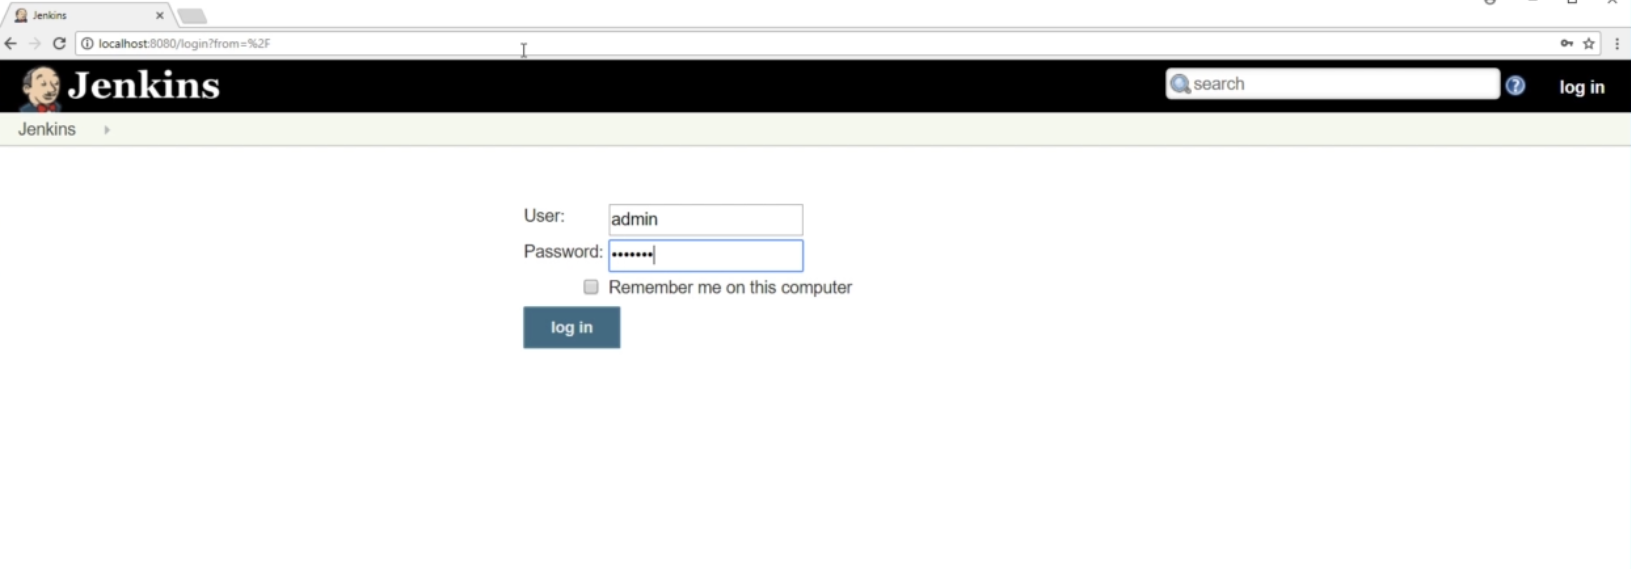 Jenkins
localhost:8080/login?from=%2F
Jenkins
search
log in
Jenkins
User:
admin
Password:
•••••••
Remember me on this computer
log in